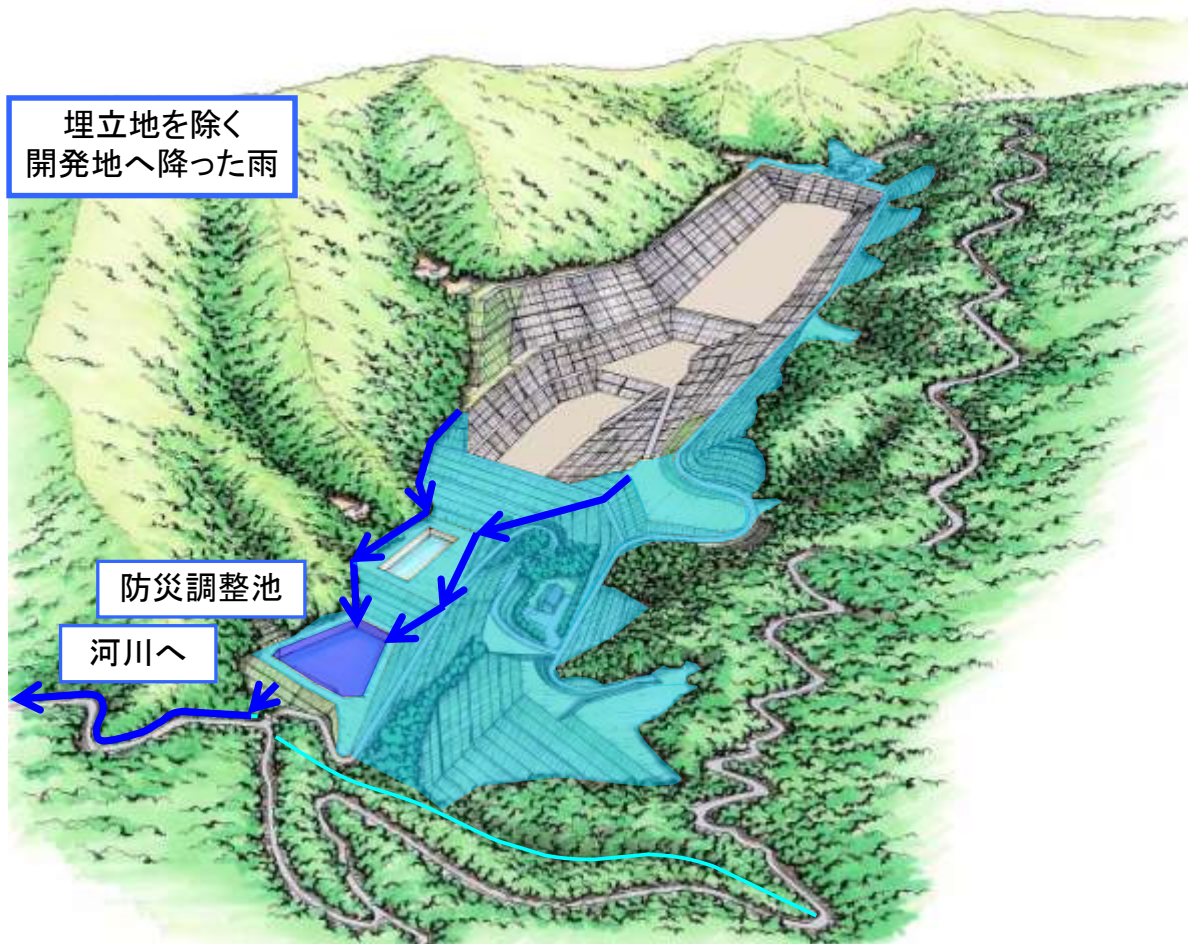 埋立地を除く
開発地へ降った雨
防災調整池
河川へ